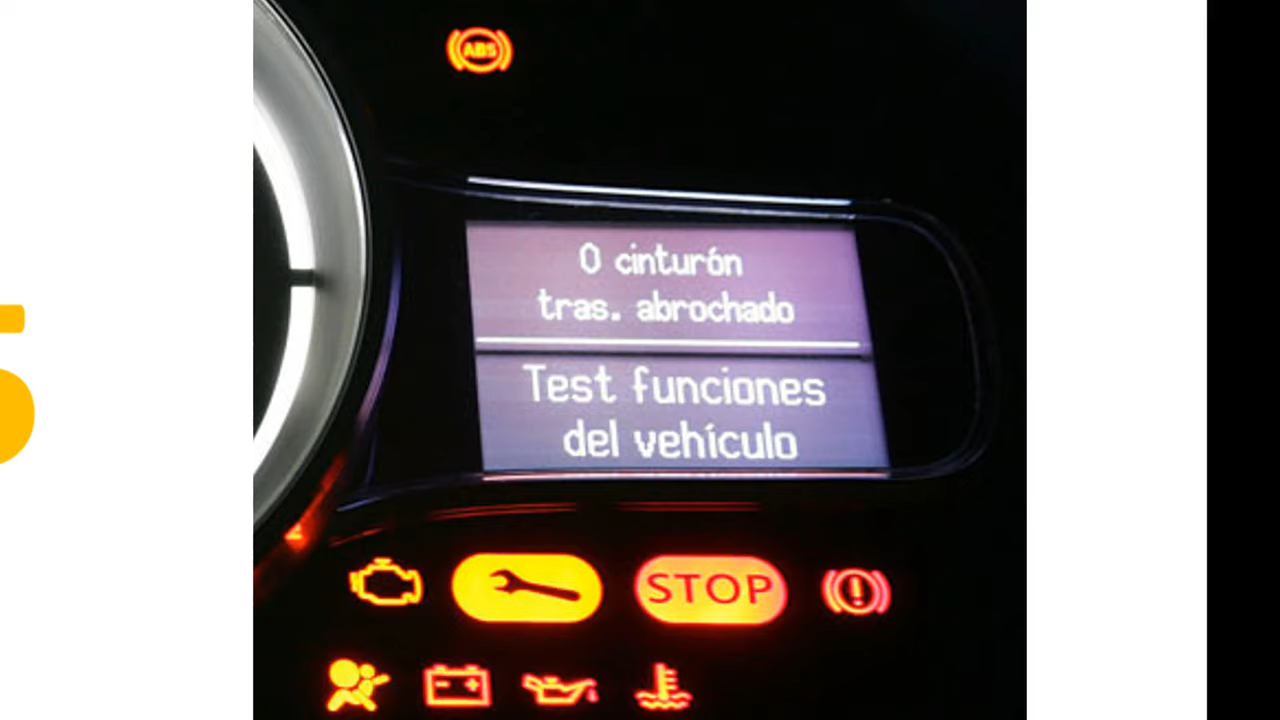 ABS
0 cinturón
tras. abrochado
Test funciones
del vehículo
STOP